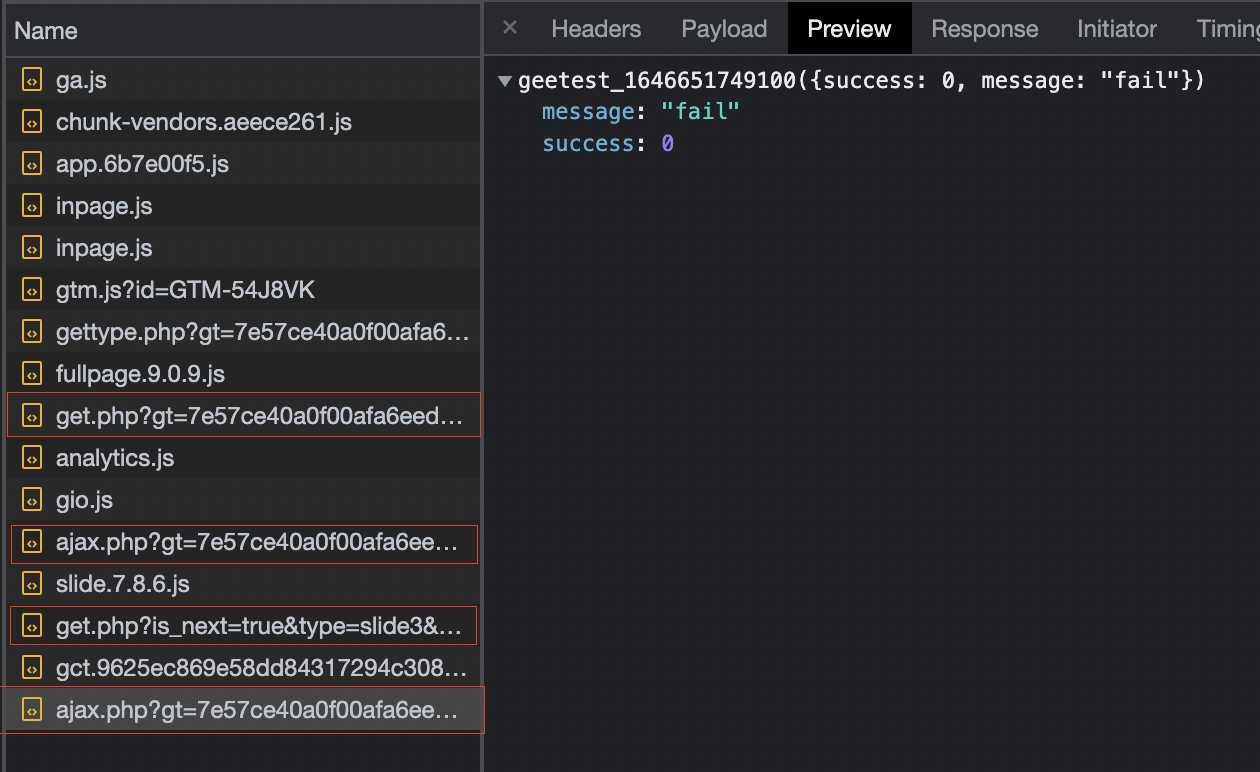 Name
ga.js
chunk-vendors.aeece261.js
app.6b7e00f5.js
inpage.js
inpage.js
gtm.js?id=GTM-54J8VK
gettype.php?gt=7e57ce40a0f00afa6...
fullpage.9.0.9.js
get.php?gt=7e57ce40a0f00afa6eed...
analytics.js
gio.js
ajax.php?gt=7e57ce40a0f00afa6ee...
slide.7.8.6.js
get.php?is_next=true&type=slide3&...
gct.9625ec869e58dd84317294c308...
ajax.php?gt=7e57ce40a0f00afa6ee...
× Headers Payload Preview Response Initiator Timing
geetest_1646651749100({success: 0, message: "fail"})
message: "fail"
success: 0